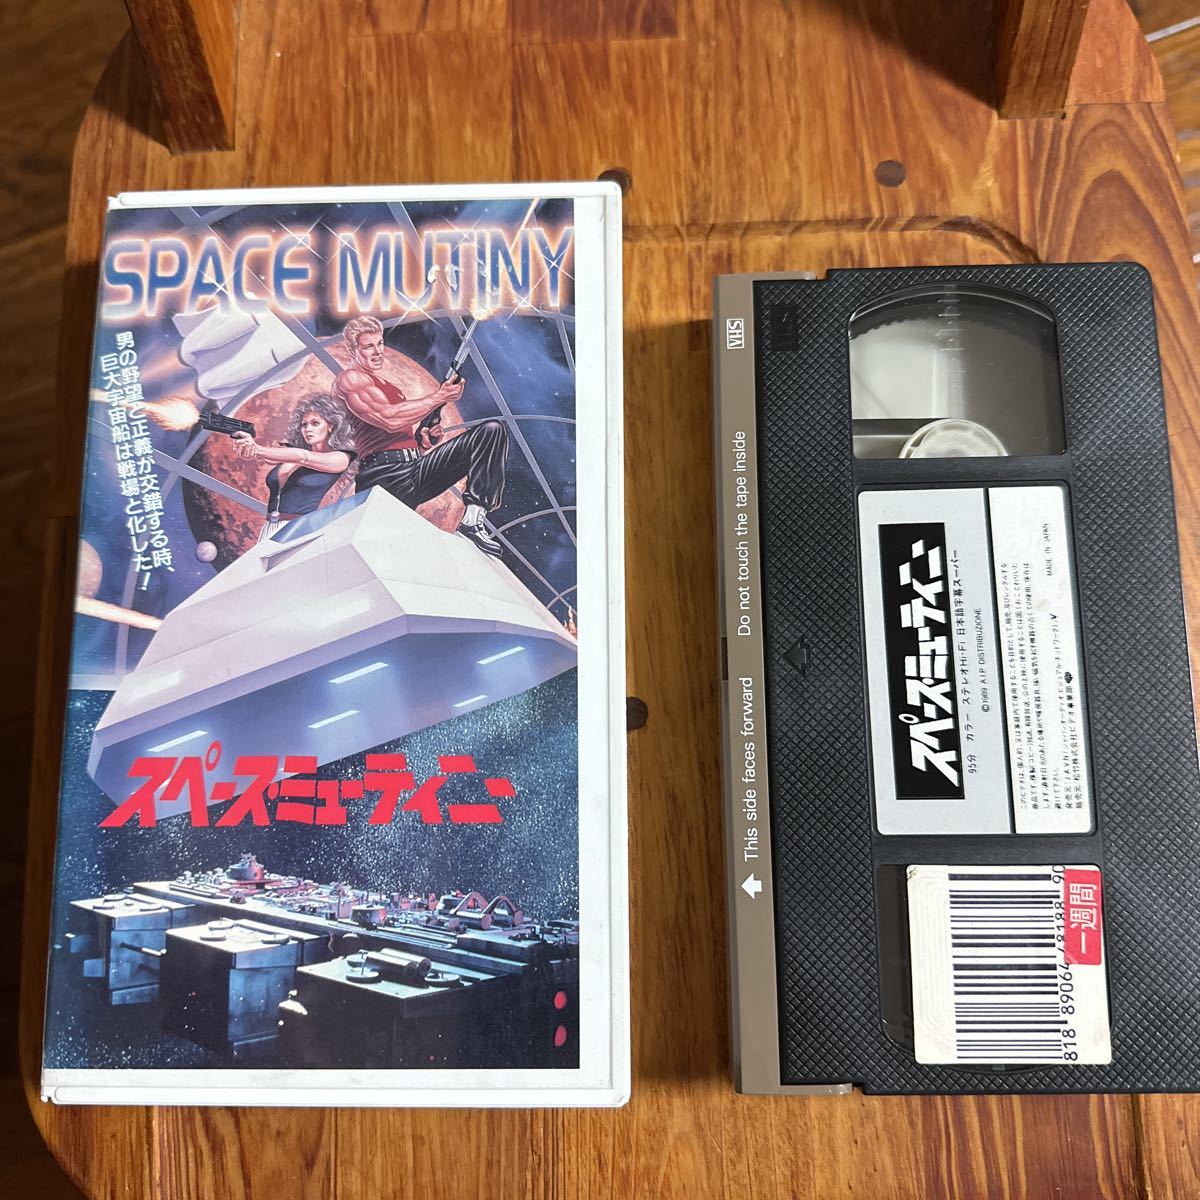 SPACE MUTINY
男の野望と正義が交錯する時、
巨大宇宙船は戦場と化した!
スペース・ミューティニー
VHS
Do not touch the tape inside
This side faces forward
スペース・ミューティニー
95分 カラー ステレオHi-Fi 日本語字幕スーパー
©1989 A.I.P DISTRIBUZIONE
MADE IN JAPAN
一週間